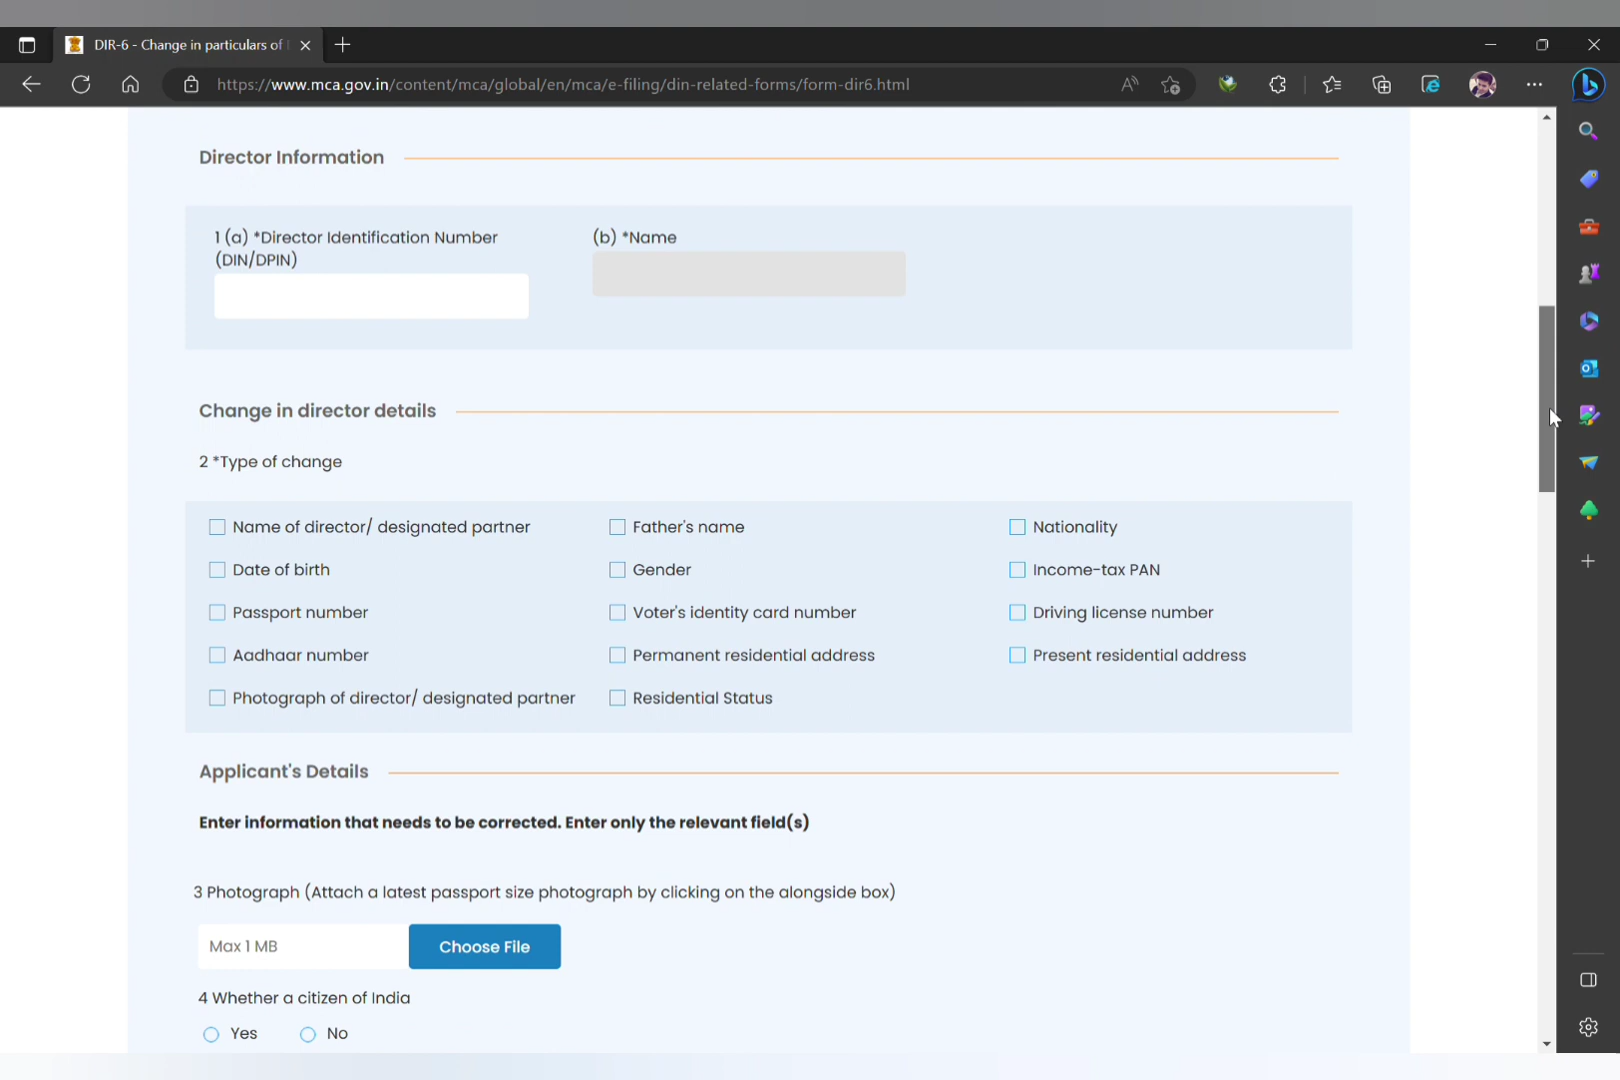 DIR-6 - Change in particulars of
https://www.mca.gov.in/content/mca/global/en/mca/e-filing/din-related-forms/form-dir6.html
Director Information
1 (a) *Director Identification Number
(DIN/DPIN)
(b) *Name
Change in director details
2 *Type of change
Name of director/ designated partner
Father's name
Nationality
Date of birth
Gender
Income-tax PAN
Passport number
Voter's identity card number
Driving license number
Aadhaar number
Permanent residential address
Present residential address
Photograph of director/ designated partner
Residential Status
Applicant's Details
Enter information that needs to be corrected. Enter only the relevant field(s)
3 Photograph (Attach a latest passport size photograph by clicking on the alongside box)
Max 1 MB
Choose File
4 Whether a citizen of India
Yes
No